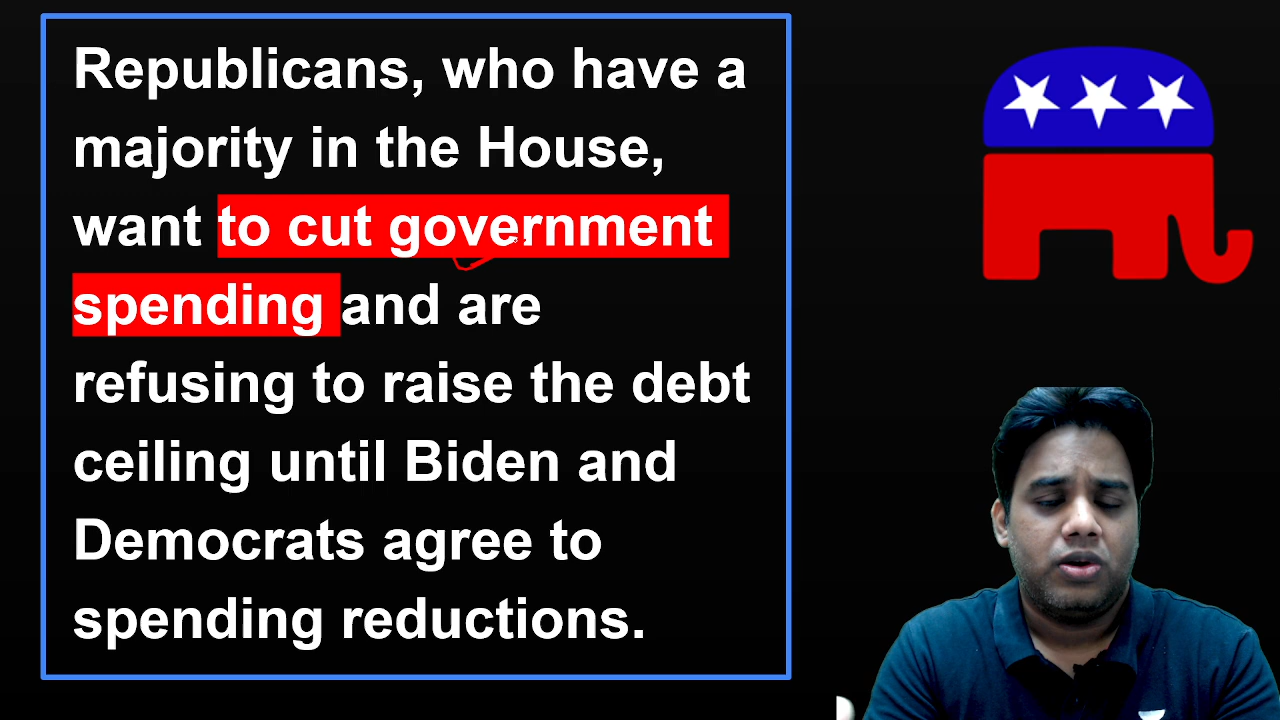 Republicans, who have a
majority in the House,
want to cut government
spending and are
refusing to raise the debt
ceiling until Biden and
Democrats agree to
spending reductions.